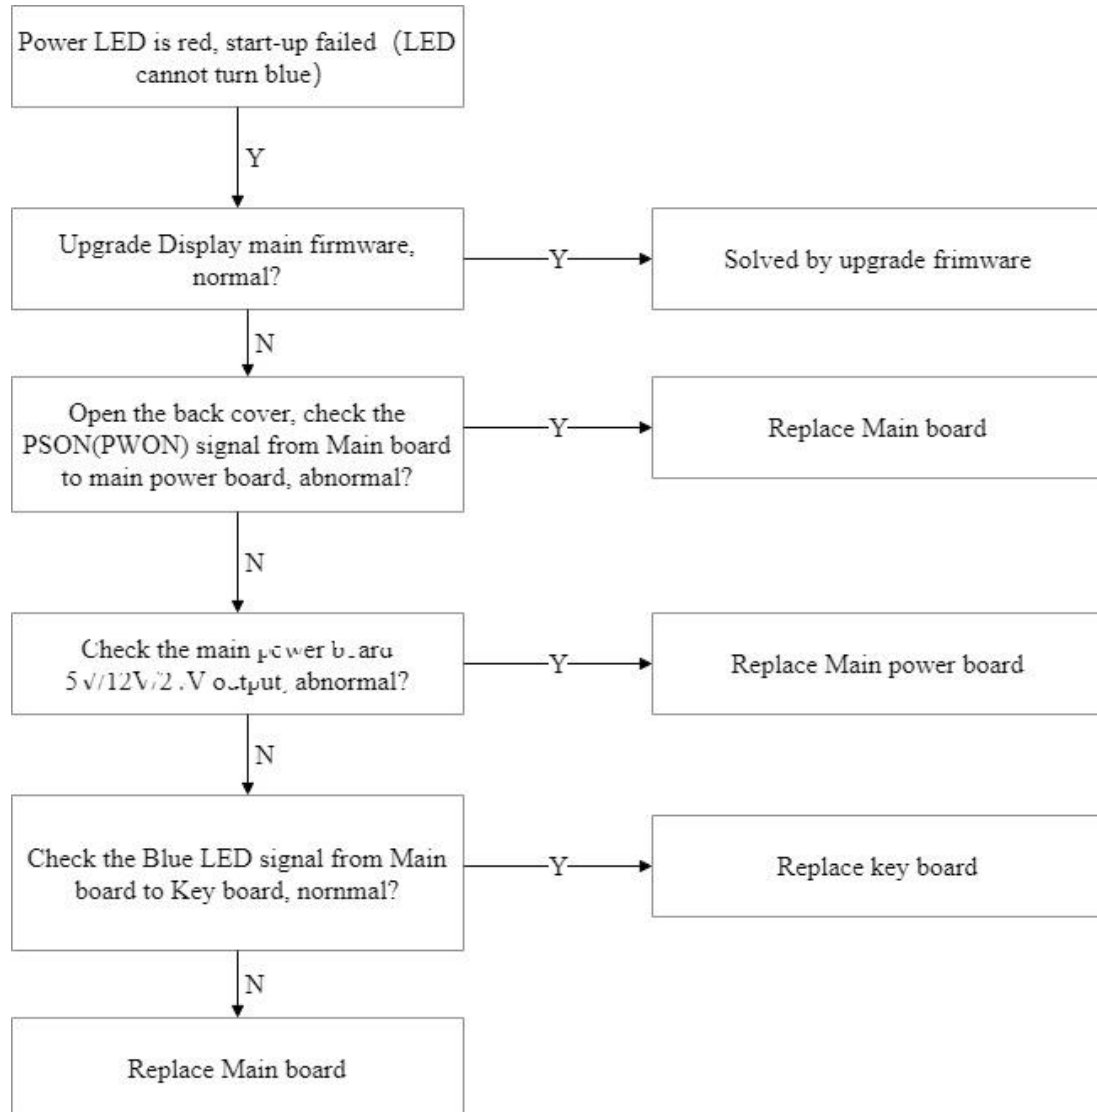 Power LED is red, start-up failed (LED
cannot turn blue)
Y
Upgrade Display main firmware,
normal?
Y
Solved by upgrade frimware
N
Open the back cover, check the
PSON(PWON) signal from Main board
to main power board, abnormal?
Y
Replace Main board
N
Check the main
abnormal?
Y
Replace Main power board
N
Check the Blue LED signal from Main
board to Key board, nornmal?
Y
Replace key board
N
Replace Main board